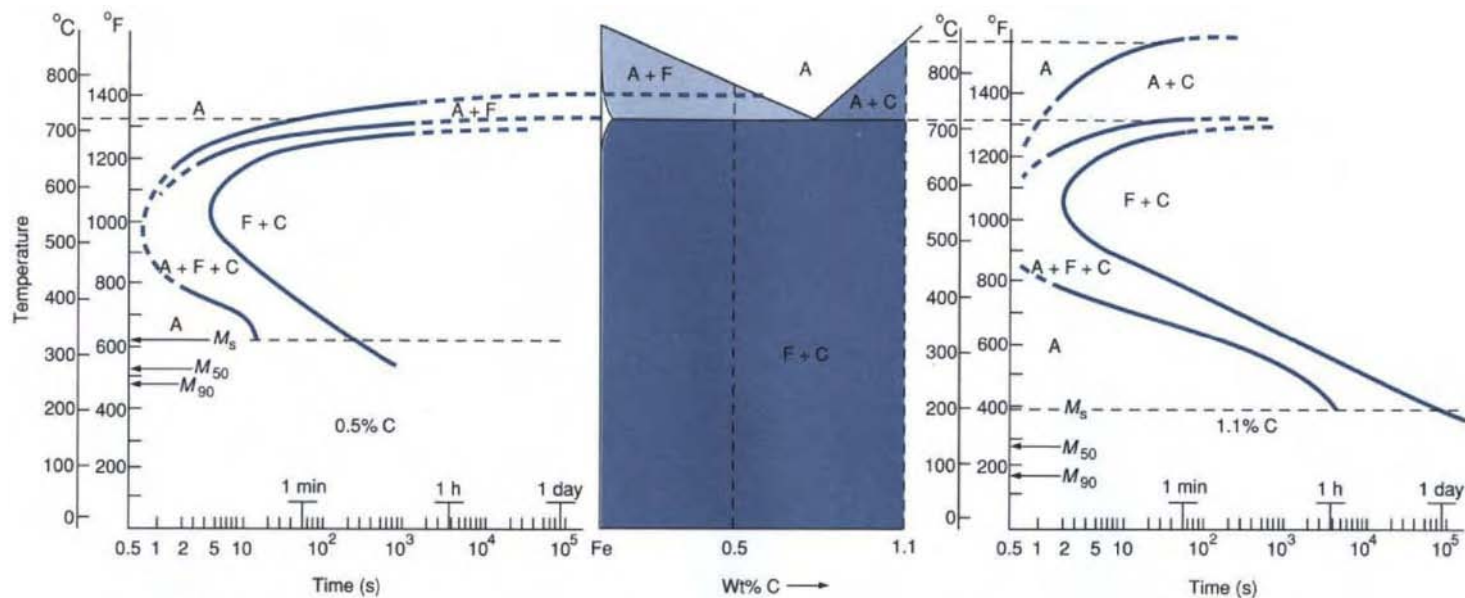 °C °F
800
1400
700
1200
600
1000
500
800
400
600
300
400
200
200
100
0
Temperature
A
A + F
F + C
A + F + C
A
Ms
M50
M90
0.5% C
1 min 1 h 1 day
0.5 1 2 5 10 10² 10³ 10⁴ 10⁵
Time (s)
A + F A A + C
F + C
Fe 0.5 1.1
Wt% C →
°C °F
800
1400
700
1200
600
1000
500
800
400
600
300
400
200
200
100
0
A
A + C
F + C
A + F + C
A
Ms
1.1% C
M50
M90
1 min 1 h 1 day
0.5 1 2 5 10 10² 10³ 10⁴ 10⁵
Time (s)